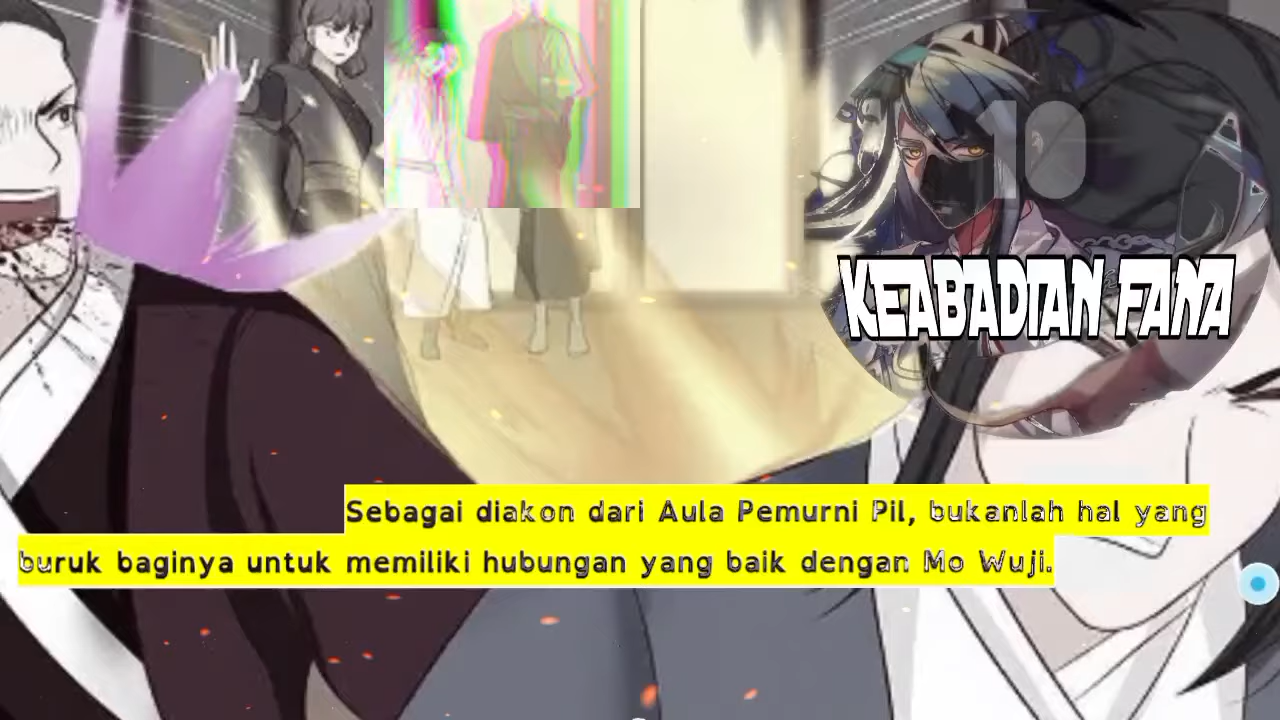 10
KEABADIAN FANA
Sebagai diakon dari Aula Pemurni Pil, bukanlah hal yang
buruk baginya untuk memiliki hubungan yang baik dengan Mo Wuji.